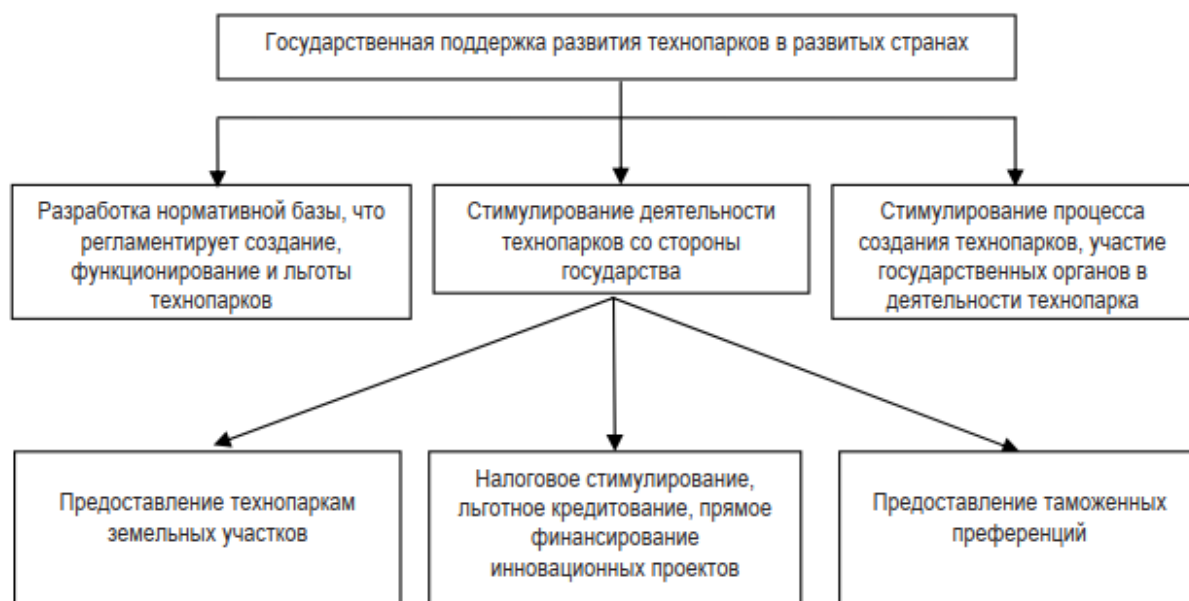 Государственная поддержка развития технопарков в развитых странах
Разработка нормативной базы, что
регламентирует создание,
функционирование и льготы
технопарков
Стимулирование деятельности
технопарков со стороны
государства
Стимулирование процесса
создания технопарков, участие
государственных органов в
деятельности технопарка
Предоставление технопаркам
земельных участков
Налоговое стимулирование,
льготное кредитование, прямое
финансирование
инновационных проектов
Предоставление таможенных
преференций